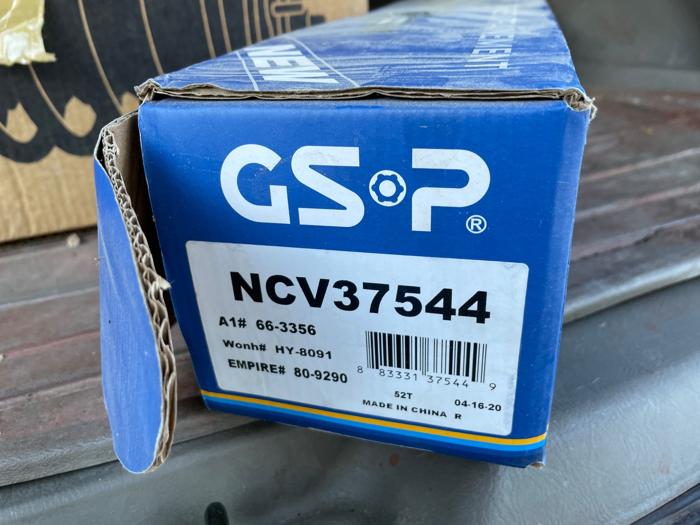 NEW
GSP®
NCV37544
A1# 66-3356
Wonh# HY-8091
EMPIRE# 80-9290
8 83331 37544 9
52T
04-16-20
MADE IN CHINA R